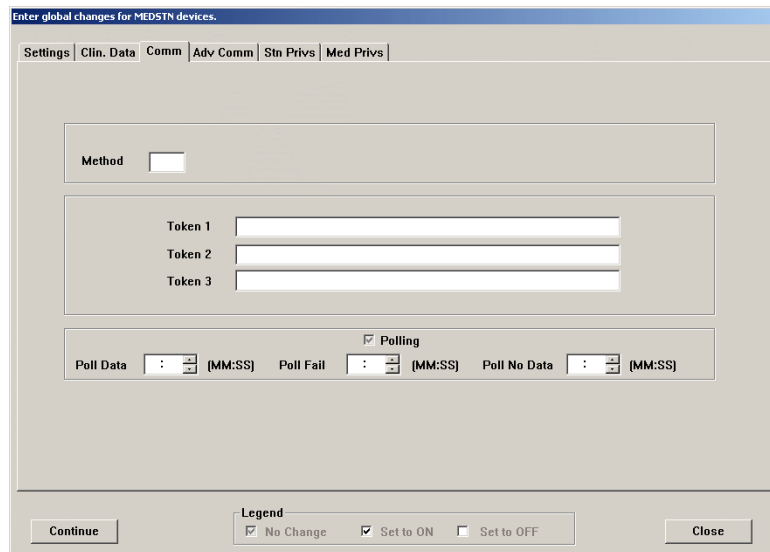 Enter global changes for MEDSTN devices.
Settings Clin. Data Comm Adv Comm Stn Privs Med Privs
Method
Token 1
Token 2
Token 3
Polling
Poll Data : (MM:SS) Poll Fail : (MM:SS) Poll No Data : (MM:SS)
Legend
Continue No Change Set to ON Set to OFF Close